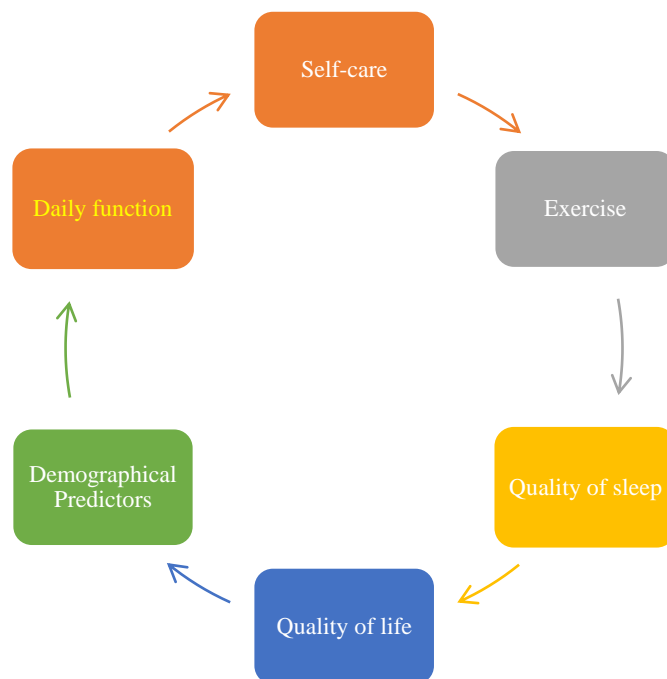 Self-care
Exercise
Quality of sleep
Quality of life
Demographical
Predictors
Daily function